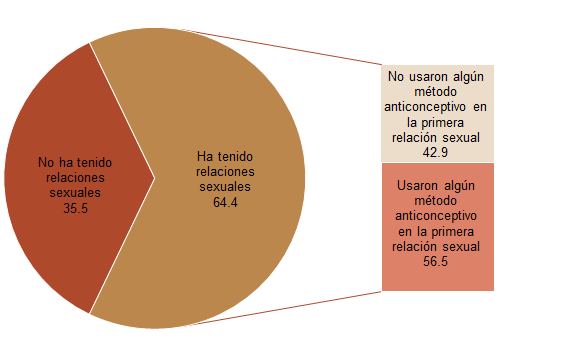 No ha tenido
relaciones
sexuales
35.5
Ha tenido
relaciones
sexuales
64.4
No usaron algún
método
anticonceptivo en
la primera
relación sexual
42.9
Usaron algún
método
anticonceptivo
en la primera
relación sexual
56.5